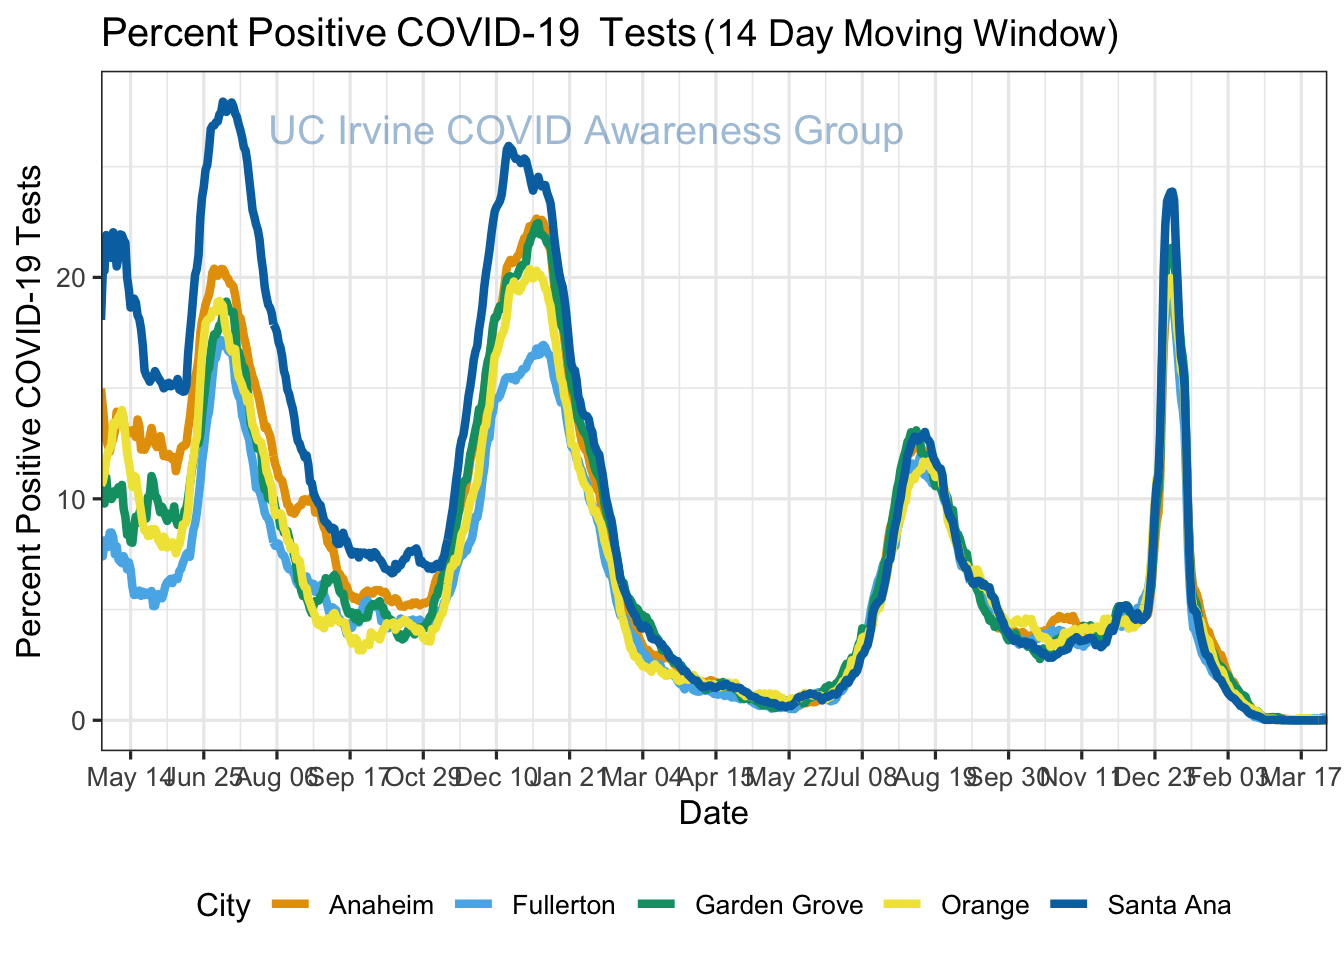 Percent Positive COVID-19 Tests (14 Day Moving Window)
UC Irvine COVID Awareness Group
Percent Positive COVID-19 Tests
20
10
0
May 14 Jun 25 Aug 06 Sep 17 Oct 29 Dec 10 Jan 21 Mar 04 Apr 15 May 27 Jul 08 Aug 19 Sep 30 Nov 11 Dec 23 Feb 03 Mar 17
Date
City Anaheim Fullerton Garden Grove Orange Santa Ana